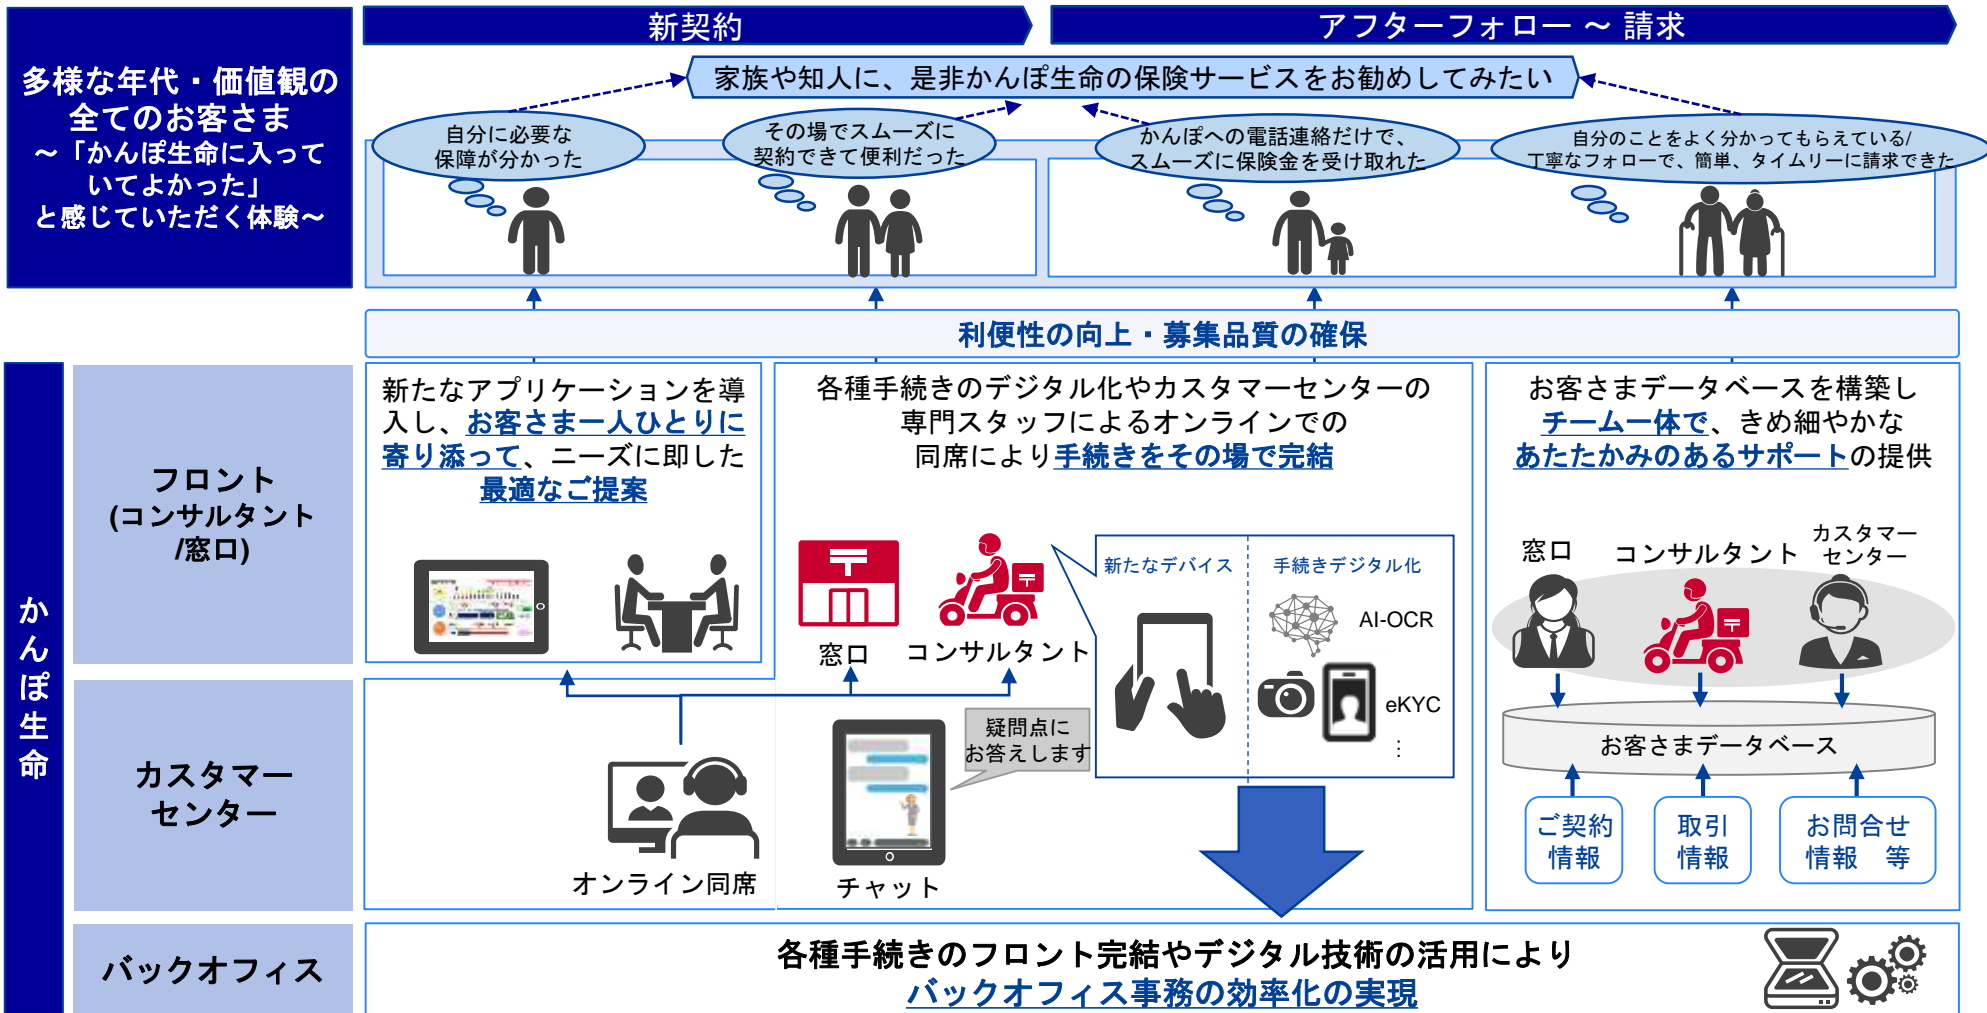 多様な年代・価値観の
全てのお客さま
～「かんぽ生命に入って
いてよかった」
と感じていただく体験～
新契約
アフターフォロー ～ 請求
家族や知人に、是非かんぽ生命の保険サービスをお勧めしてみたい
自分に必要な
保障が分かった
その場でスムーズに
契約できて便利だった
かんぽへの電話連絡だけで、
スムーズに保険金を受け取れた
自分のことをよく分かってもらえている/
丁寧なフォローで、簡単、タイムリーに請求できた
利便性の向上・募集品質の確保
かんぽ生命
フロント
(コンサルタント
/窓口)
新たなアプリケーションを導
入し、お客さま一人ひとりに
寄り添って、ニーズに即した
最適なご提案
各種手続きのデジタル化やカスタマーセンターの
専門スタッフによるオンラインでの
同席により手続きをその場で完結
窓口
コンサルタント
新たなデバイス
手続きデジタル化
AI-OCR
eKYC
⋮
お客さまデータベースを構築し
チーム一体で、きめ細やかな
あたたかみのあるサポートの提供
窓口
コンサルタント
カスタマー
センター
お客さまデータベース
ご契約
情報
取引
情報
お問合せ
情報　等
カスタマー
センター
オンライン同席
疑問点に
お答えします
チャット
バックオフィス
各種手続きのフロント完結やデジタル技術の活用により
バックオフィス事務の効率化の実現